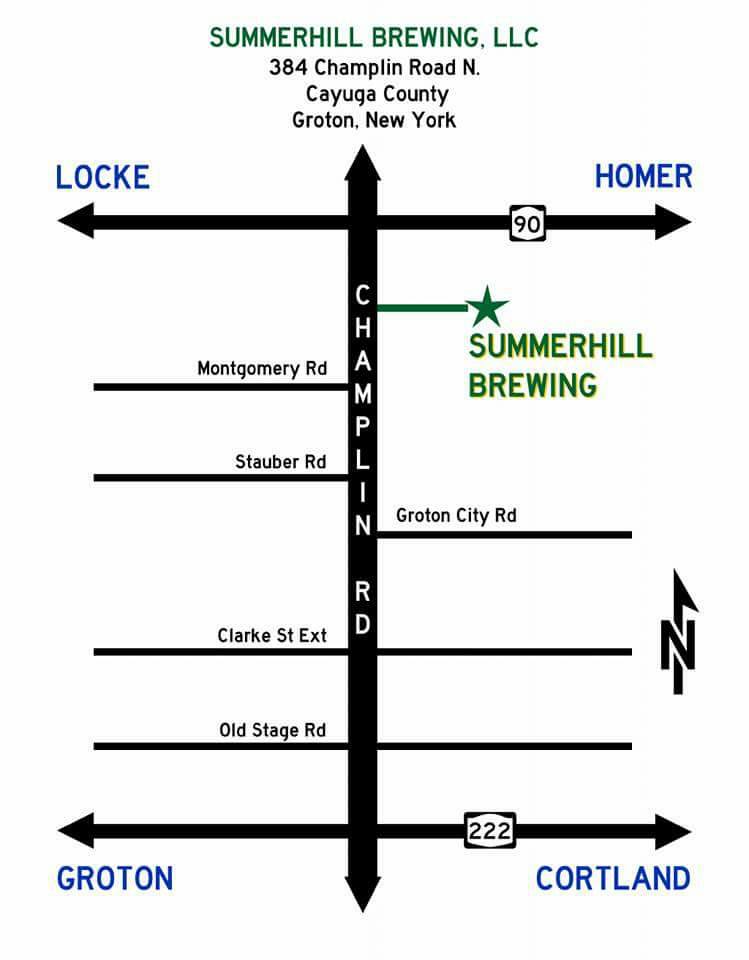 SUMMERHILL BREWING, LLC
384 Champlin Road N.
Cayuga County
Groton, New York
LOCKE
HOMER
90
CHAMPLIN RD
SUMMERHILL
BREWING
Montgomery Rd
Stauber Rd
Groton City Rd
Clarke St Ext
N
Old Stage Rd
222
GROTON
CORTLAND